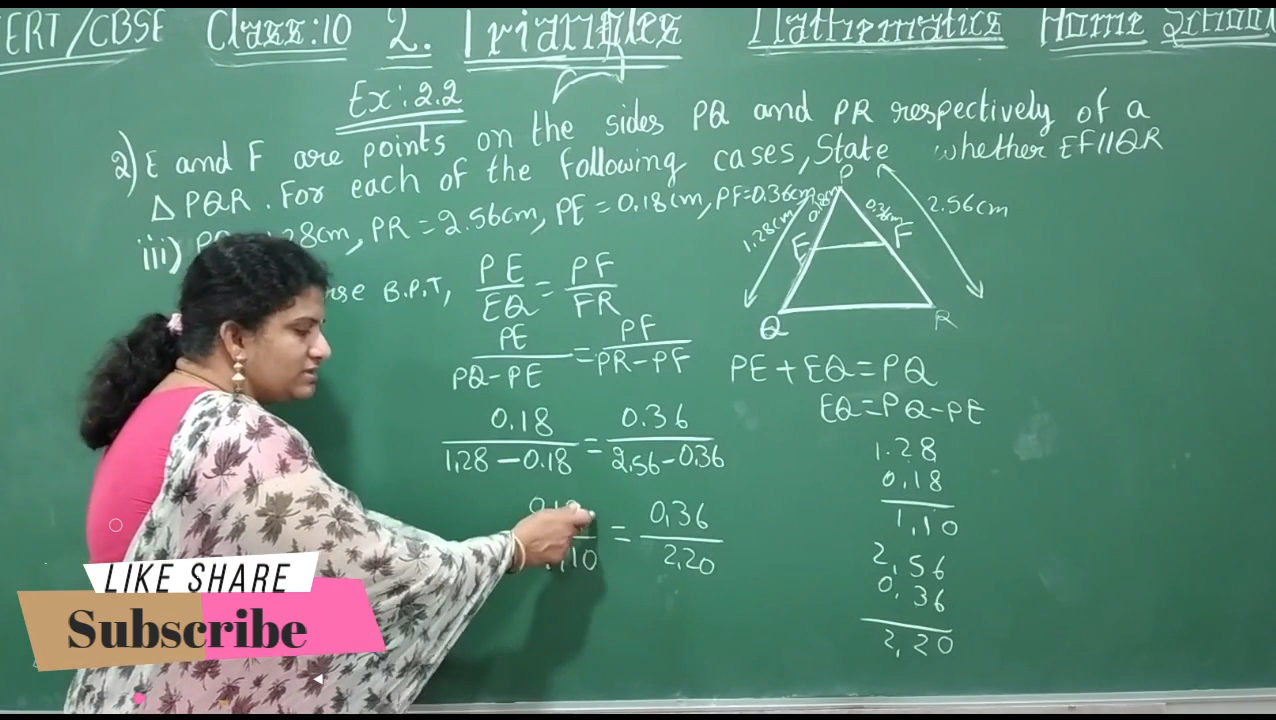 ERT/CBSE Class:10 2. Triangles Mathematics Home School
Ex: 2.2
2) E and F are points on the sides PQ and PR respectively of a
△ PQR. For each of the following cases, State whether EF||QR
iii) PR = 2.56cm, PE = 0.18cm, PF=0.36cm
B.P.T, PE/EQ = PF/FR
PE/PQ-PE = PF/PR-PF
0.18/1.28-0.18 = 0.36/2.56-0.36
= 0.36/2.20
P
0.18cm
0.36cm
1.28cm
2.56cm
E
F
Q
R
PE + EQ = PQ
EQ = PQ-PE
1.28
0.18
1.10
2.56
0.36
2.20
LIKE SHARE
Subscribe